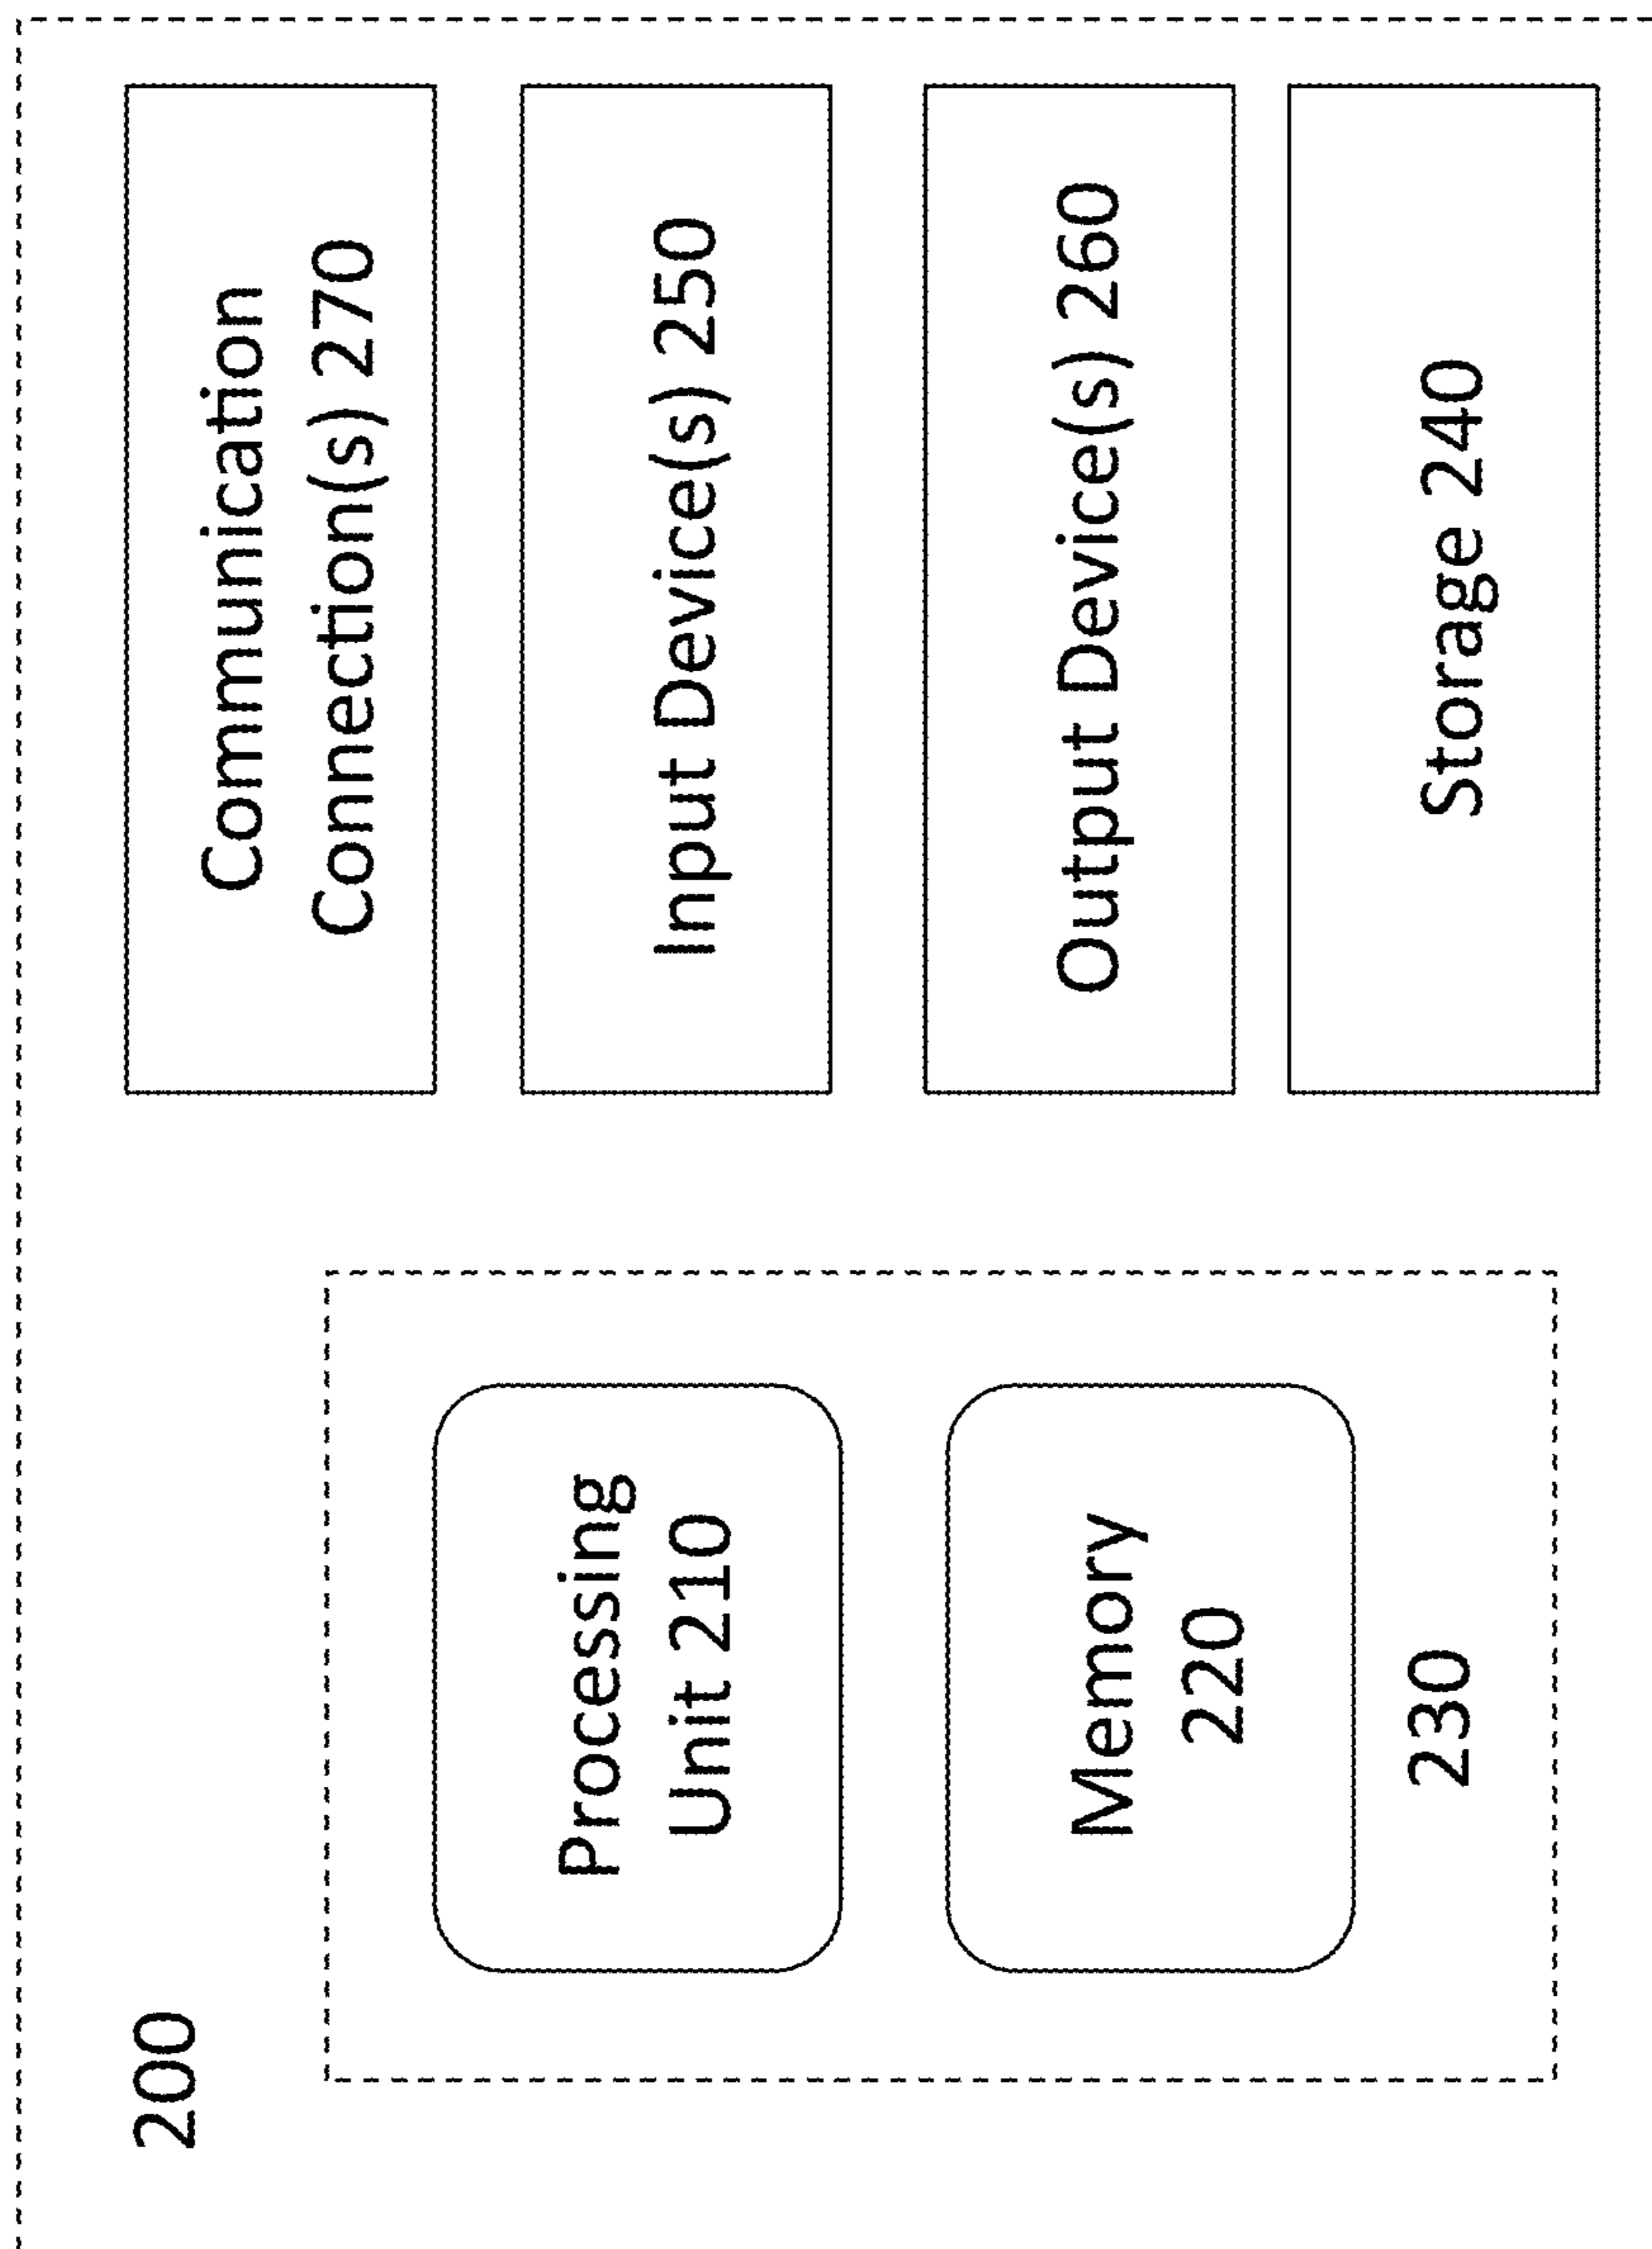 200
Processing
Unit 210
Memory
220
230
Communication
Connection(s) 270
Input Device(s) 250
Output Device(s) 260
Storage 240